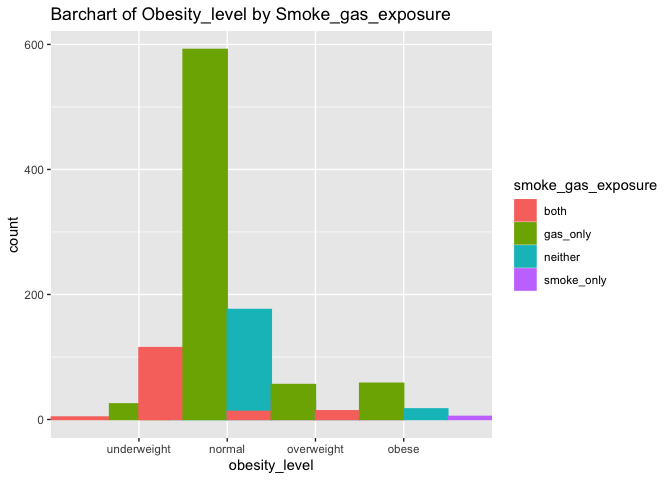 Barchart of Obesity_level by Smoke_gas_exposure
600
400
200
0
count
underweight normal overweight obese
obesity_level
smoke_gas_exposure
both
gas_only
neither
smoke_only